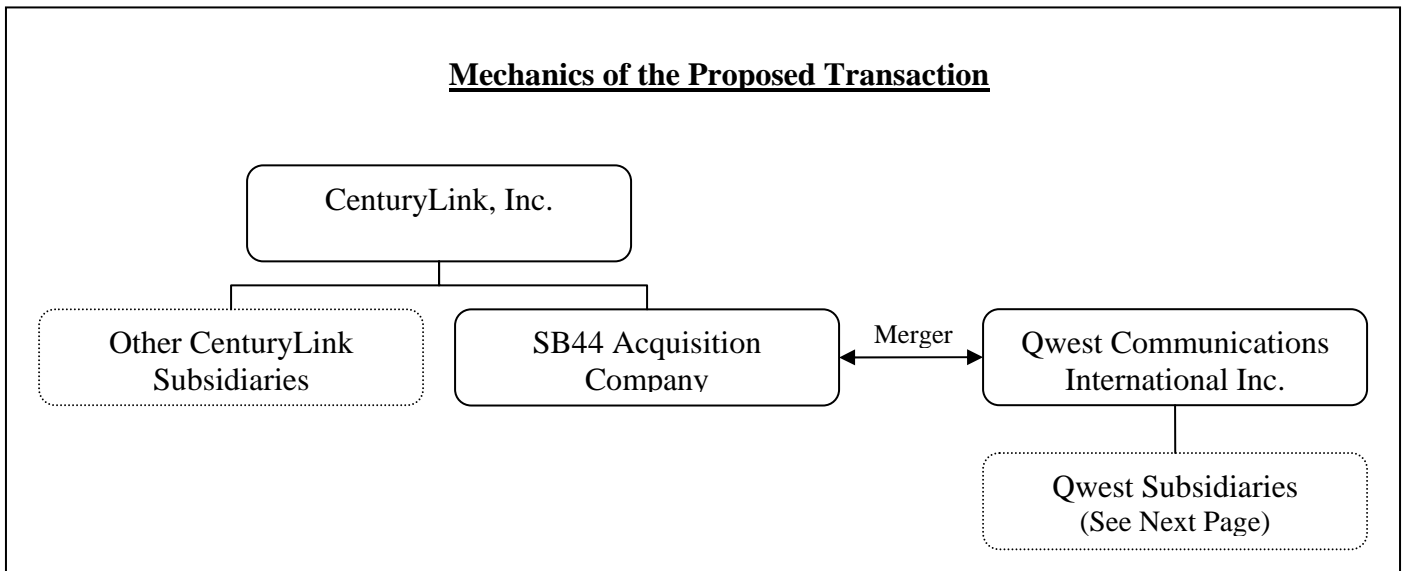 Mechanics of the Proposed Transaction
CenturyLink, Inc.
Other CenturyLink
Subsidiaries
SB44 Acquisition
Company
Merger
Qwest Communications
International Inc.
Qwest Subsidiaries
(See Next Page)